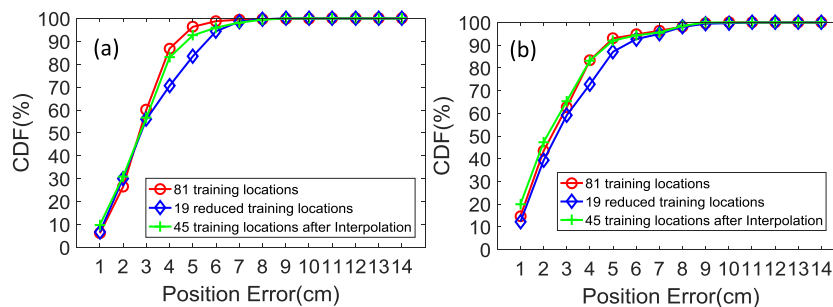 (a)
CDF(%)
100
90
80
70
60
50
40
30
20
10
0
81 training locations
19 reduced training locations
45 training locations after Interpolation
1 2 3 4 5 6 7 8 9 10 11 12 13 14
Position Error(cm)
(b)
CDF(%)
100
90
80
70
60
50
40
30
20
10
0
81 training locations
19 reduced training locations
45 training locations after Interpolation
1 2 3 4 5 6 7 8 9 10 11 12 13 14
Position Error(cm)